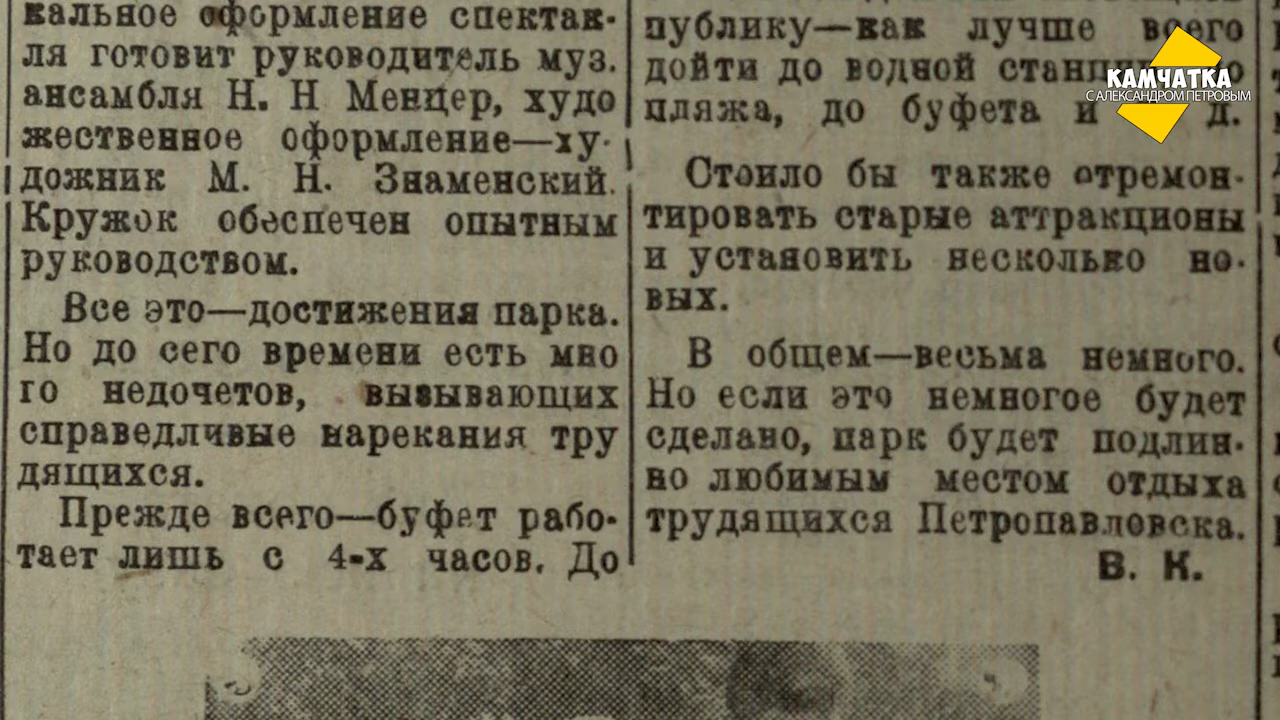 кальное оформление спектак-
ля готовит руководитель муз.
ансамбля Н. Н Менцер, худо
жественное оформление—ху-
дожник М. Н. Знаменский.
Кружок обеспечен опытным
руководством.
Все это—достижения парка.
Но до сего времени есть мно
го недочетов, вызывающих
справедливые нарекания тру
дящихся.
Прежде всего—буфет рабо-
тает лишь с 4-х часов. До
публику—как лучше всего
дойти до водной станции, до
пляжа, до буфета и д.
Стоило бы также отремон-
тировать старые аттракционы
и установить несколько но-
вых.
В общем—весьма немного.
Но если это немногое будет
сделано, парк будет подлин-
но любимым местом отдыха
трудящихся Петропавловска.
В. К.
КАМЧАТКА
С АЛЕКСАНДРОМ ПЕТРОВЫМ